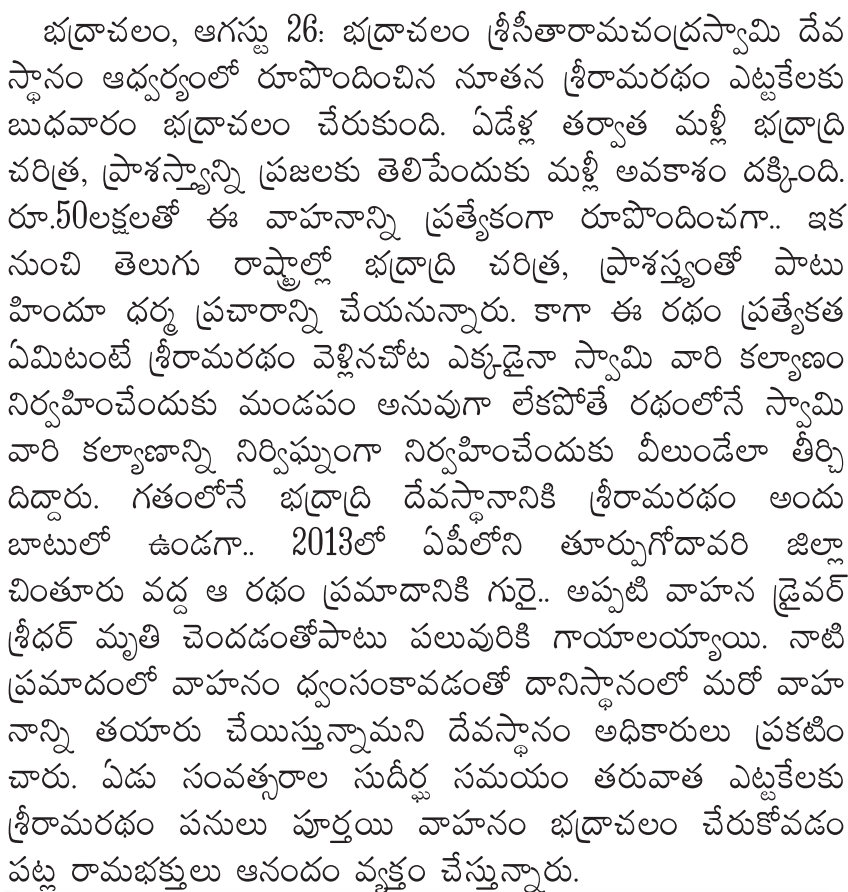 భద్రాచలం, ఆగస్టు 26: భద్రాచలం శ్రీసీతారామచంద్రస్వామి దేవ
స్థానం ఆధ్వర్యంలో రూపొందించిన నూతన శ్రీరామరథం ఎట్టకేలకు
బుధవారం భద్రాచలం చేరుకుంది. ఏడేళ్ల తర్వాత మళ్లీ భద్రాద్రి
చరిత్ర, ప్రాశస్త్యాన్ని ప్రజలకు తెలిపేందుకు మళ్లీ అవకాశం దక్కింది.
రూ.50లక్షలతో ఈ వాహనాన్ని ప్రత్యేకంగా రూపొందించగా.. ఇక
నుంచి తెలుగు రాష్ట్రాల్లో భద్రాద్రి చరిత్ర, ప్రాశస్త్యంతో పాటు
హిందూ ధర్మ ప్రచారాన్ని చేయనున్నారు. కాగా ఈ రథం ప్రత్యేకత
ఏమిటంటే శ్రీరామరథం వెళ్లినచోట ఎక్కడైనా స్వామి వారి కల్యాణం
నిర్వహించేందుకు మండపం అనువుగా లేకపోతే రథంలోనే స్వామి
వారి కల్యాణాన్ని నిర్విఘ్నంగా నిర్వహించేందుకు వీలుండేలా తీర్చి
దిద్దారు. గతంలోనే భద్రాద్రి దేవస్థానానికి శ్రీరామరథం అందు
బాటులో ఉండగా.. 2013లో ఏపీలోని తూర్పుగోదావరి జిల్లా
చింతూరు వద్ద ఆ రథం ప్రమాదానికి గురై.. అప్పటి వాహన డ్రైవర్
శ్రీధర్ మృతి చెందడంతోపాటు పలువురికి గాయాలయ్యాయి. నాటి
ప్రమాదంలో వాహనం ధ్వంసంకావడంతో దానిస్థానంలో మరో వాహ
నాన్ని తయారు చేయిస్తున్నామని దేవస్థానం అధికారులు ప్రకటిం
చారు. ఏడు సంవత్సరాల సుదీర్ఘ సమయం తరువాత ఎట్టకేలకు
శ్రీరామరథం పనులు పూర్తయి వాహనం భద్రాచలం చేరుకోవడం
పట్ల రామభక్తులు ఆనందం వ్యక్తం చేస్తున్నారు.